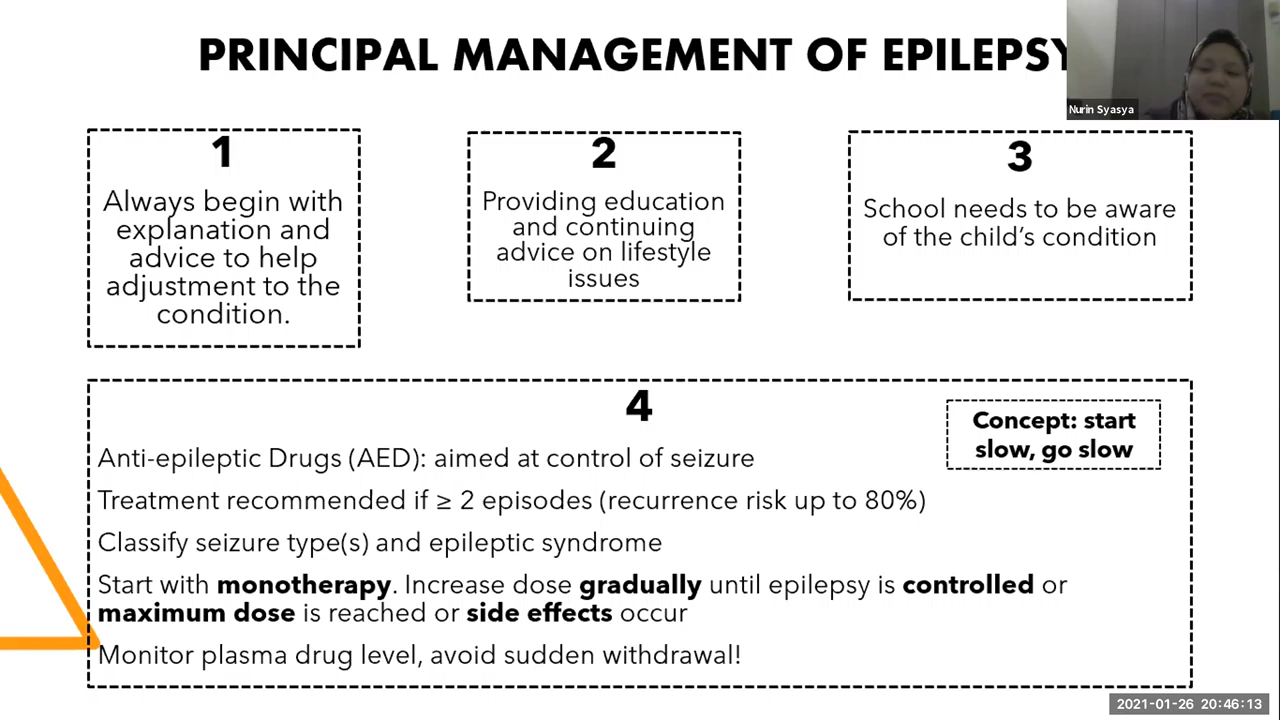 PRINCIPAL MANAGEMENT OF EPILEPSY
Nurin Syasya
1
Always begin with
explanation and
advice to help
adjustment to the
condition.
2
Providing education
and continuing
advice on lifestyle
issues
3
School needs to be aware
of the child’s condition
4
Concept: start
slow, go slow
Anti-epileptic Drugs (AED): aimed at control of seizure
Treatment recommended if ≥ 2 episodes (recurrence risk up to 80%)
Classify seizure type(s) and epileptic syndrome
Start with monotherapy. Increase dose gradually until epilepsy is controlled or
maximum dose is reached or side effects occur
Monitor plasma drug level, avoid sudden withdrawal!
2021-01-26 20:46:13